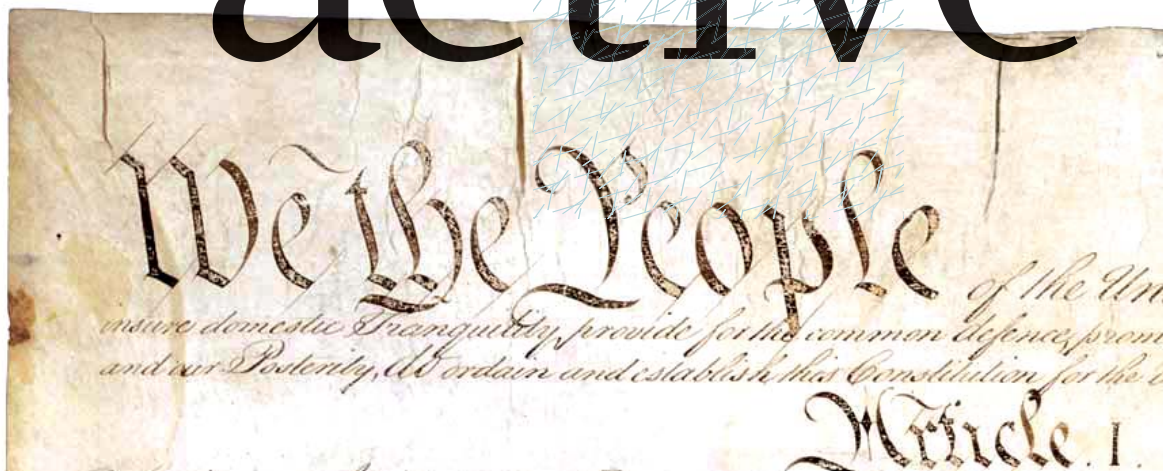 active
We the People of the Un
insure domestic Tranquility, provide for the common defence, prom
and our Posterity, do ordain and establish this Constitution for the
Article. I.